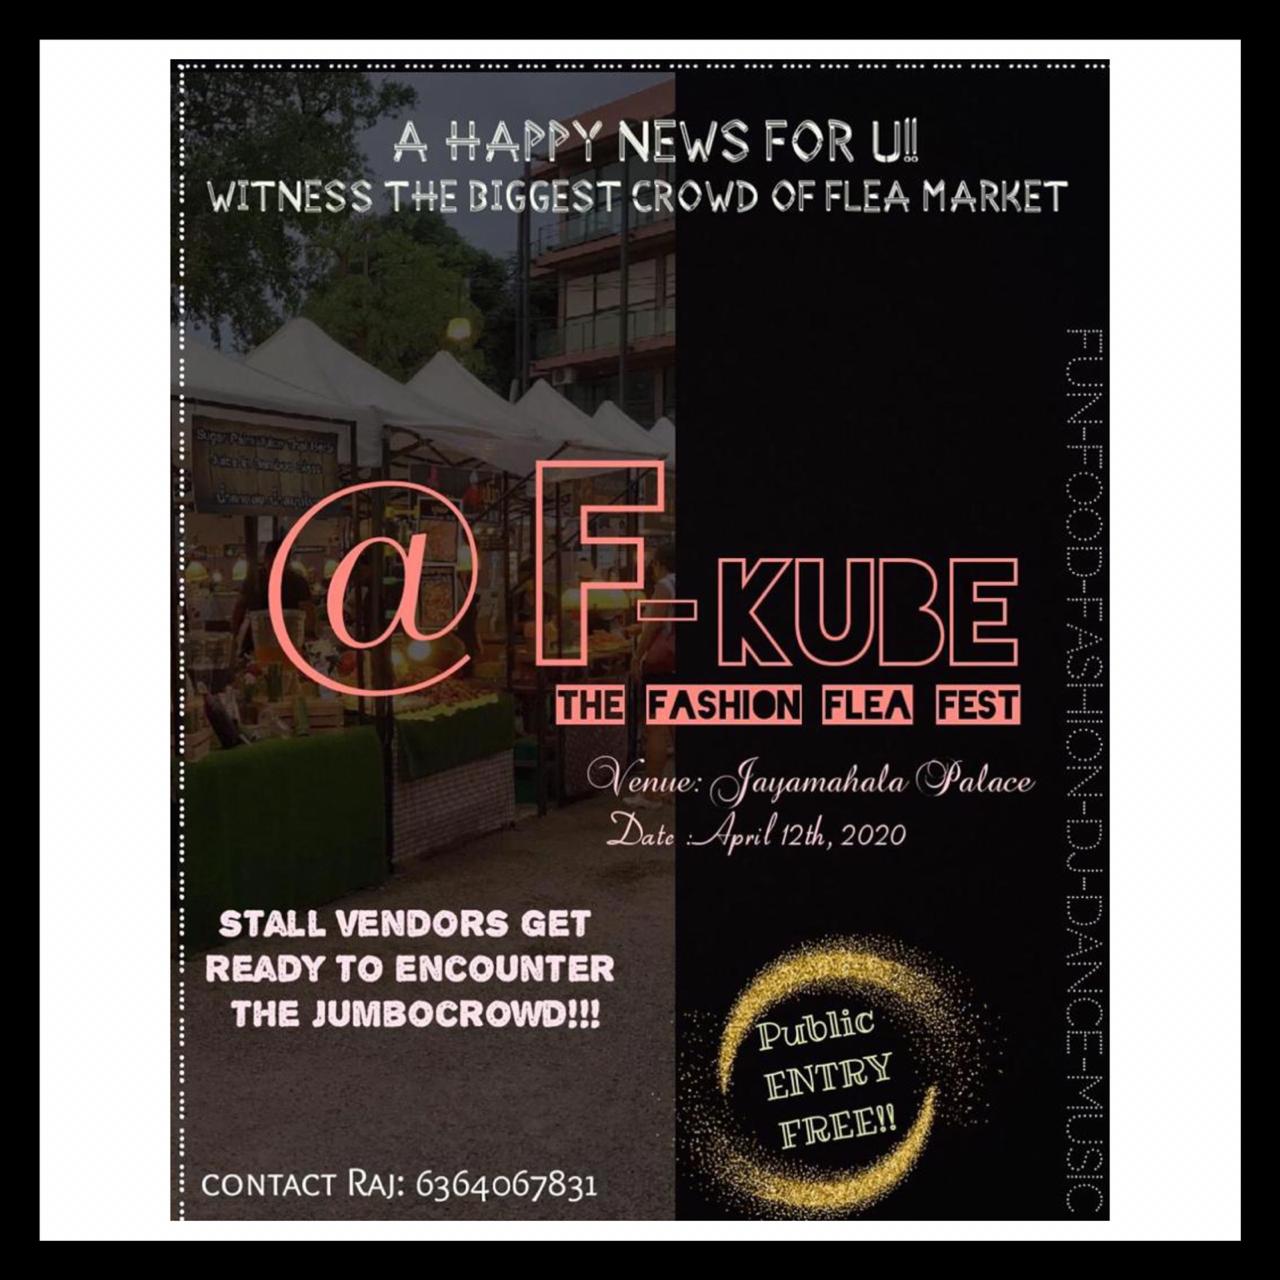 A HAPPY NEWS FOR U!!
WITNESS THE BIGGEST CROWD OF FLEA MARKET
@ F-KUBE
THE FASHION FLEA FEST
Venue: Jayamahala Palace
Date :April 12th, 2020
FUN-FOOD-FASHION-DJ-DANCE-MUSIC
STALL VENDORS GET
READY TO ENCOUNTER
THE JUMBOCROWD!!!
Public
ENTRY
FREE!!
CONTACT RAJ: 6364067831